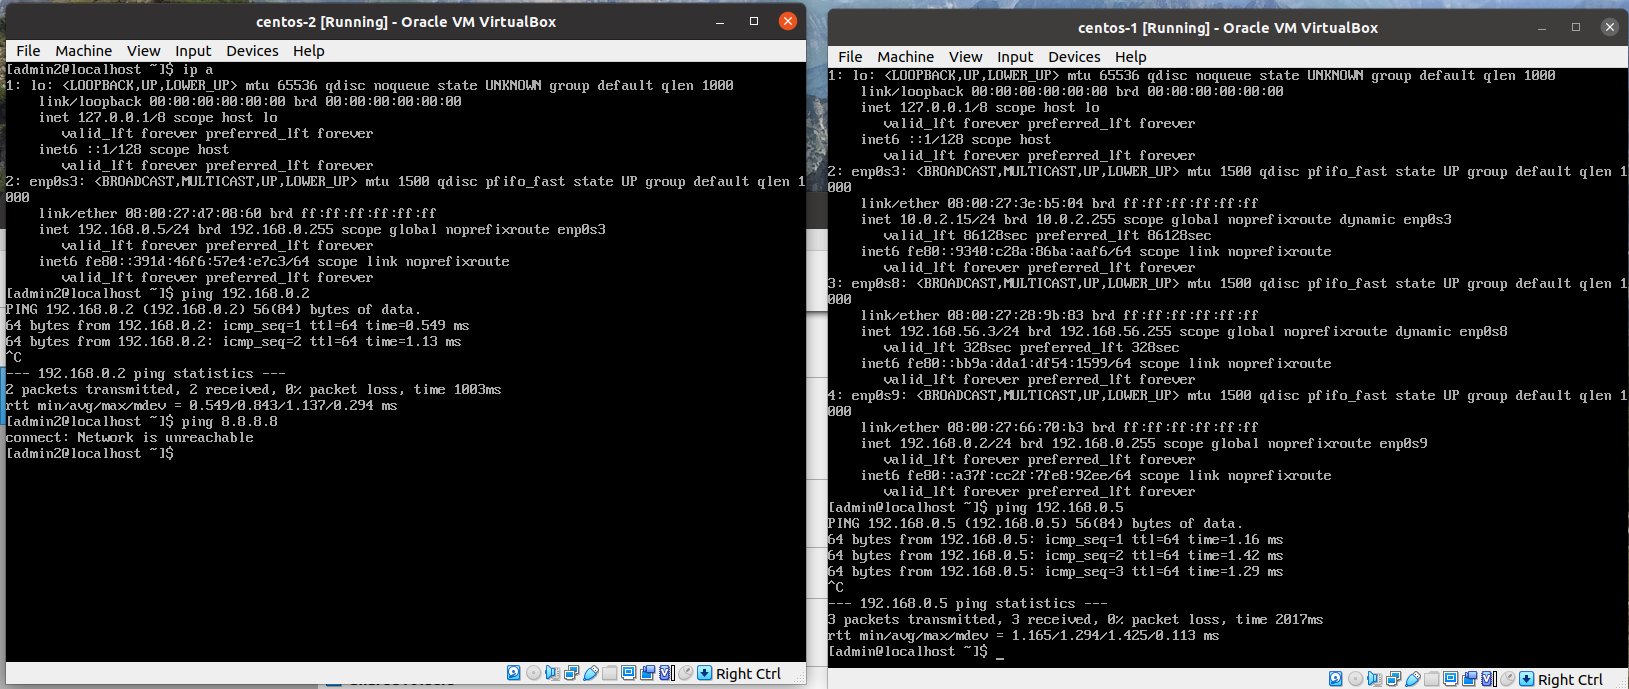 centos-2 [Running] - Oracle VM VirtualBox
File Machine View Input Devices Help
[admin2@localhost ~]$ ip a
1: lo: <LOOPBACK,UP,LOWER_UP> mtu 65536 qdisc noqueue state UNKNOWN group default qlen 1000
    link/loopback 00:00:00:00:00:00 brd 00:00:00:00:00:00
    inet 127.0.0.1/8 scope host lo
       valid_lft forever preferred_lft forever
    inet6 ::1/128 scope host
       valid_lft forever preferred_lft forever
2: enp0s3: <BROADCAST,MULTICAST,UP,LOWER_UP> mtu 1500 qdisc pfifo_fast state UP group default qlen 1
000
    link/ether 08:00:27:d7:08:60 brd ff:ff:ff:ff:ff:ff
    inet 192.168.0.5/24 brd 192.168.0.255 scope global noprefixroute enp0s3
       valid_lft forever preferred_lft forever
    inet6 fe80::391d:46f6:57e4:e7c3/64 scope link noprefixroute
       valid_lft forever preferred_lft forever
[admin2@localhost ~]$ ping 192.168.0.2
PING 192.168.0.2 (192.168.0.2) 56(84) bytes of data.
64 bytes from 192.168.0.2: icmp_seq=1 ttl=64 time=0.549 ms
64 bytes from 192.168.0.2: icmp_seq=2 ttl=64 time=1.13 ms
^C
--- 192.168.0.2 ping statistics ---
2 packets transmitted, 2 received, 0% packet loss, time 1003ms
rtt min/avg/max/mdev = 0.549/0.843/1.137/0.294 ms
[admin2@localhost ~]$ ping 8.8.8.8
connect: Network is unreachable
[admin2@localhost ~]$
Right Ctrl
centos-1 [Running] - Oracle VM VirtualBox
File Machine View Input Devices Help
1: lo: <LOOPBACK,UP,LOWER_UP> mtu 65536 qdisc noqueue state UNKNOWN group default qlen 1000
    link/loopback 00:00:00:00:00:00 brd 00:00:00:00:00:00
    inet 127.0.0.1/8 scope host lo
       valid_lft forever preferred_lft forever
    inet6 ::1/128 scope host
       valid_lft forever preferred_lft forever
2: enp0s3: <BROADCAST,MULTICAST,UP,LOWER_UP> mtu 1500 qdisc pfifo_fast state UP group default qlen 1
000
    link/ether 08:00:27:3e:b5:04 brd ff:ff:ff:ff:ff:ff
    inet 10.0.2.15/24 brd 10.0.2.255 scope global noprefixroute dynamic enp0s3
       valid_lft 86128sec preferred_lft 86128sec
    inet6 fe80::9340:c28a:86ba:aaf6/64 scope link noprefixroute
       valid_lft forever preferred_lft forever
3: enp0s8: <BROADCAST,MULTICAST,UP,LOWER_UP> mtu 1500 qdisc pfifo_fast state UP group default qlen 1
000
    link/ether 08:00:27:28:9b:83 brd ff:ff:ff:ff:ff:ff
    inet 192.168.56.3/24 brd 192.168.56.255 scope global noprefixroute dynamic enp0s8
       valid_lft 328sec preferred_lft 328sec
    inet6 fe80::bb9a:dda1:df54:1599/64 scope link noprefixroute
       valid_lft forever preferred_lft forever
4: enp0s9: <BROADCAST,MULTICAST,UP,LOWER_UP> mtu 1500 qdisc pfifo_fast state UP group default qlen 1
000
    link/ether 08:00:27:66:70:b3 brd ff:ff:ff:ff:ff:ff
    inet 192.168.0.2/24 brd 192.168.0.255 scope global noprefixroute enp0s9
       valid_lft forever preferred_lft forever
    inet6 fe80::a37f:cc2f:7fe8:92ee/64 scope link noprefixroute
       valid_lft forever preferred_lft forever
[admin@localhost ~]$ ping 192.168.0.5
PING 192.168.0.5 (192.168.0.5) 56(84) bytes of data.
64 bytes from 192.168.0.5: icmp_seq=1 ttl=64 time=1.16 ms
64 bytes from 192.168.0.5: icmp_seq=2 ttl=64 time=1.42 ms
64 bytes from 192.168.0.5: icmp_seq=3 ttl=64 time=1.29 ms
^C
--- 192.168.0.5 ping statistics ---
3 packets transmitted, 3 received, 0% packet loss, time 2017ms
rtt min/avg/max/mdev = 1.165/1.294/1.425/0.113 ms
[admin@localhost ~]$ _
Right Ctrl